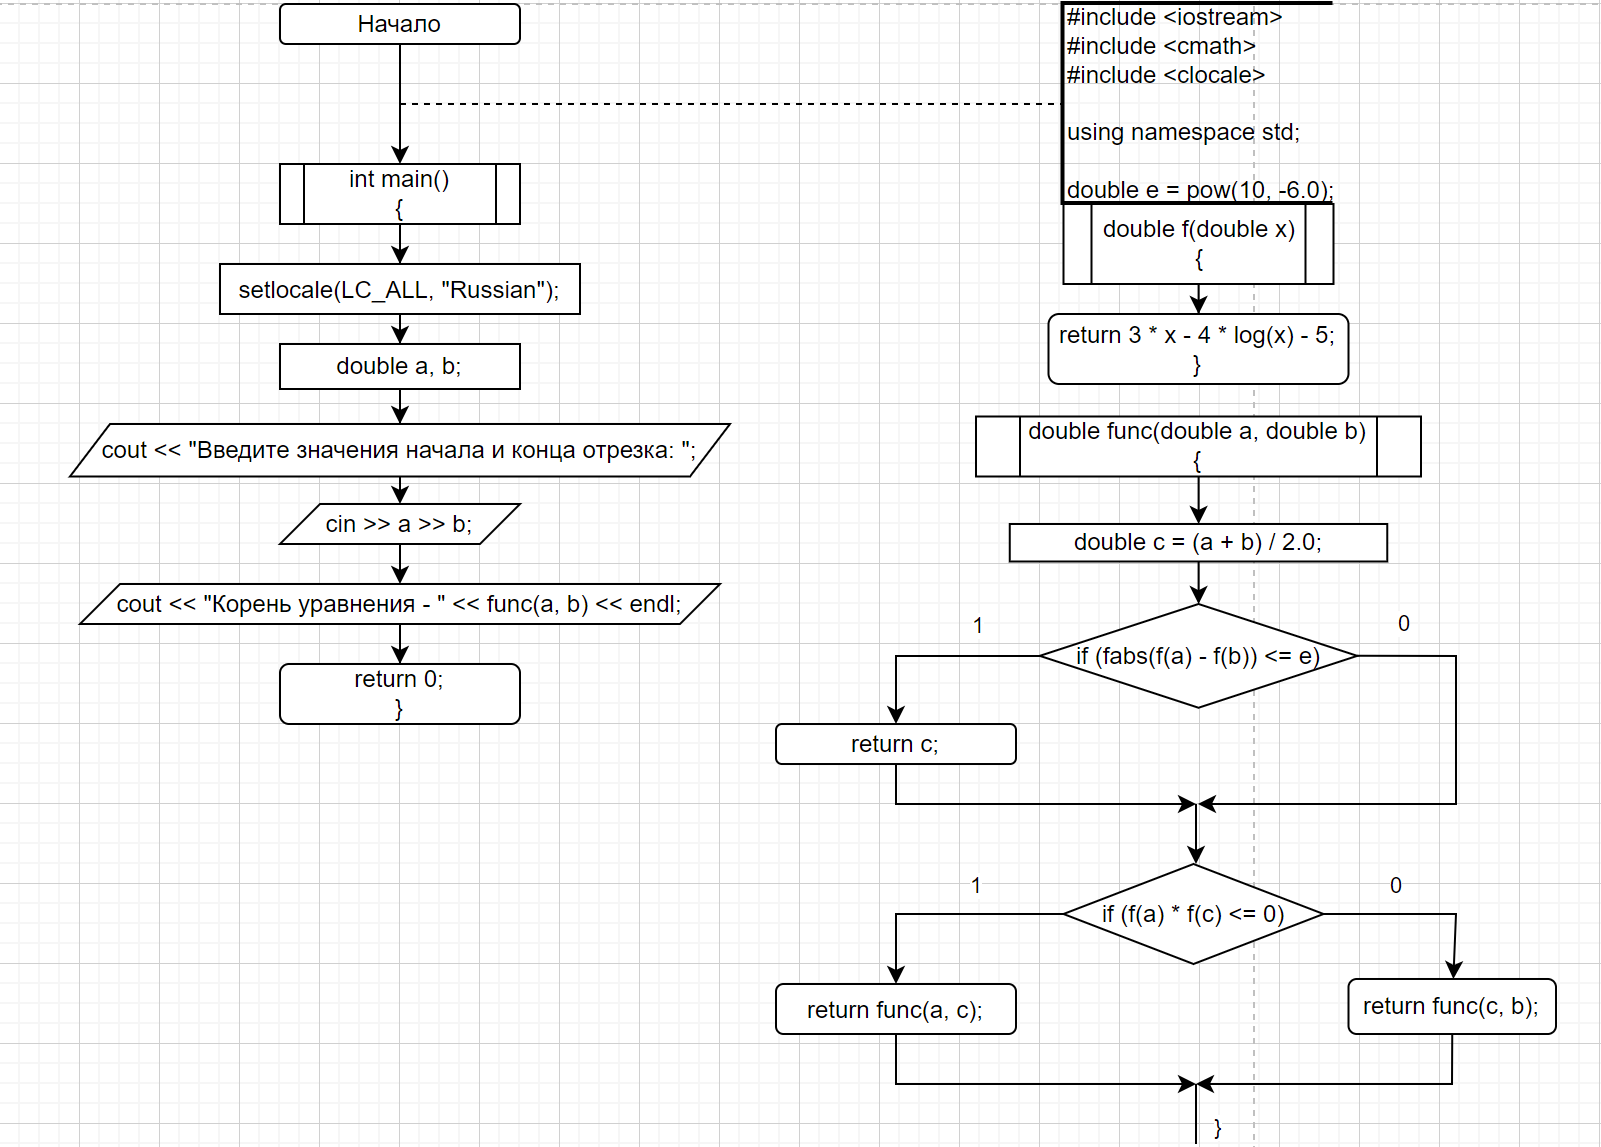 Начало
int main()
{
setlocale(LC_ALL, "Russian");
double a, b;
cout << "Введите значения начала и конца отрезка: ";
cin >> a >> b;
cout << "Корень уравнения - " << func(a, b) << endl;
return 0;
}
#include <iostream>
#include <cmath>
#include <clocale>
using namespace std;
double e = pow(10, -6.0);
double f(double x)
{
return 3 * x - 4 * log(x) - 5;
}
double func(double a, double b)
{
double c = (a + b) / 2.0;
1
0
if (fabs(f(a) - f(b)) <= e)
return c;
1
0
if (f(a) * f(c) <= 0)
return func(a, c);
return func(c, b);
}